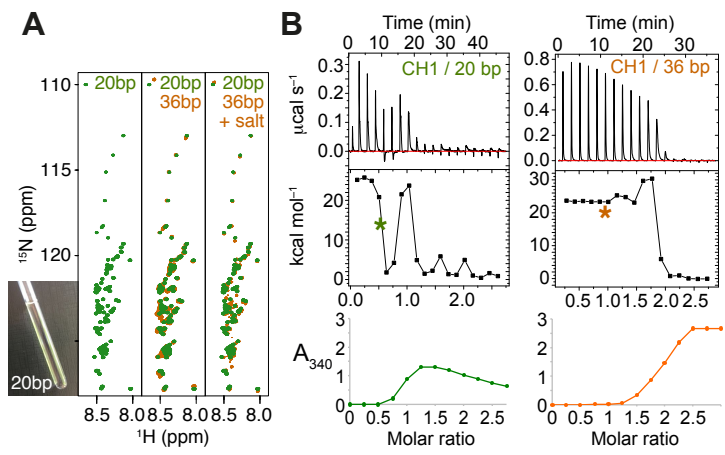 A
B
110
115
120
¹⁵N (ppm)
20bp
20bp
36bp
20bp
36bp
+ salt
20bp
8.5 8.0 8.5 8.0 8.5 8.0
¹H (ppm)
Time (min)
0 10 20 30 40
CH1 / 20 bp
0.3
0.2
0.1
0.0
µcal s⁻¹
20
10
0
kcal mol⁻¹
0.0 1.0 2.0
Time (min)
0 10 20 30
CH1 / 36 bp
0.8
0.6
0.4
0.2
0.0
30
20
10
0
0.5 1.0 1.5 2.0 2.5
A₃₄₀
3
2
1
0
0 0.5 1 1.5 2 2.5
Molar ratio
3
2
1
0
0 0.5 1 1.5 2 2.5 3
Molar ratio